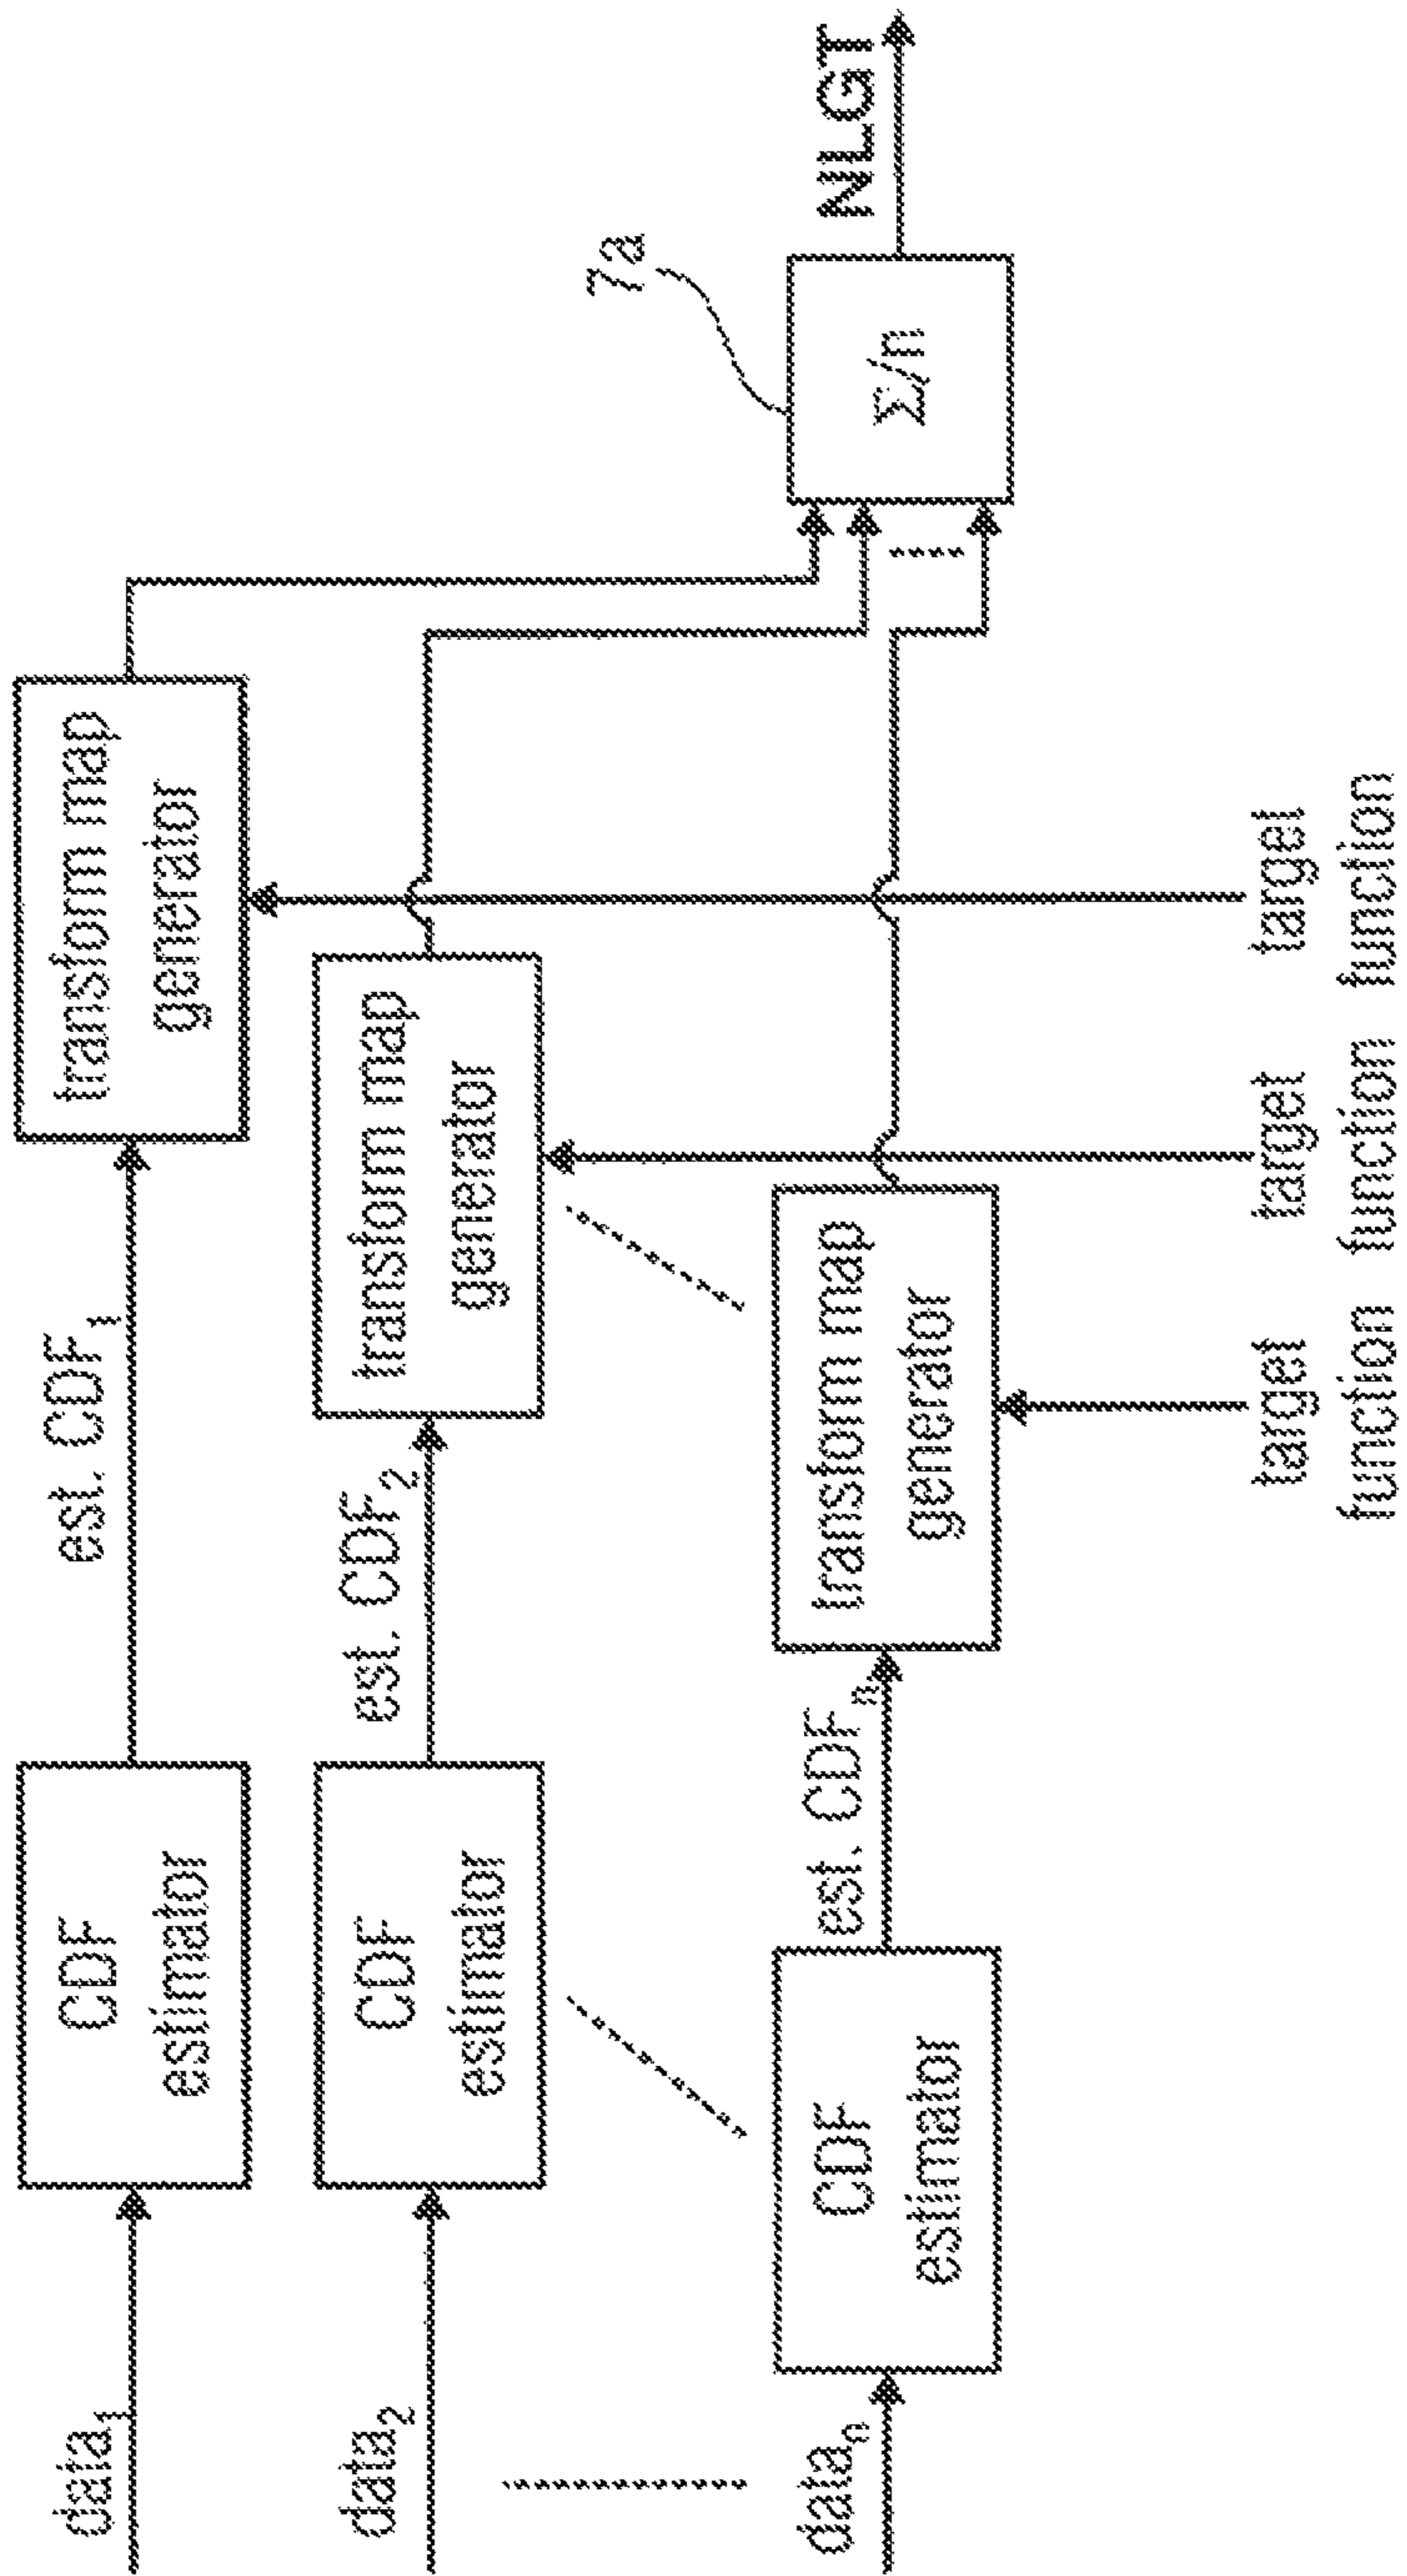 data1
CDF
estimator
est. CDF1
transform map
generator
data2
CDF
estimator
est. CDF2
transform map
generator
7a
Σ/n
NLGT
datan
CDF
estimator
est. CDFn
transform map
generator
target
function
target
function
target
function